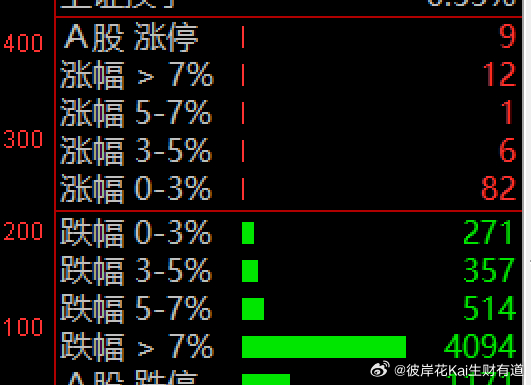 400
A股 涨停 9
涨幅 > 7% 12
涨幅 5-7% 1
300
涨幅 3-5% 6
涨幅 0-3% 82
200
跌幅 0-3% 271
跌幅 3-5% 357
跌幅 5-7% 514
100
跌幅 > 7% 4094
A股 跌停
@彼岸花Kai生财有道